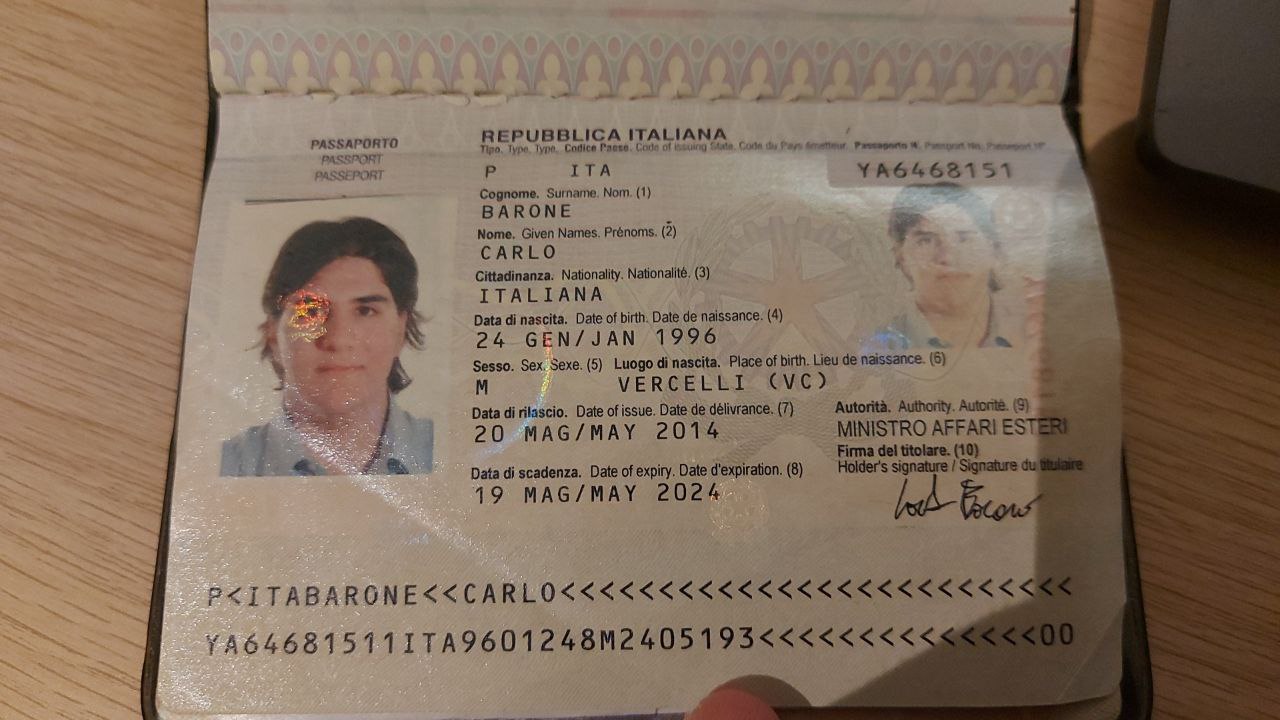 REPUBBLICA ITALIANA
PASSAPORTO
PASSPORT
PASSEPORT
Tipo. Type. Type. Codice Paese. Code of issuing State. Code du Pays émetteur. Passaporto N. Passport No. Passeport N°
P ITA YA6468151
Cognome. Surname. Nom. (1)
BARONE
Nome. Given Names. Prénoms. (2)
CARLO
Cittadinanza. Nationality. Nationalité. (3)
ITALIANA
Data di nascita. Date of birth. Date de naissance. (4)
24 GEN/JAN 1996
Sesso. Sex. Sexe. (5) Luogo di nascita. Place of birth. Lieu de naissance. (6)
M VERCELLI (VC)
Data di rilascio. Date of issue. Date de délivrance. (7)
20 MAG/MAY 2014
Autorità. Authority. Autorité. (9)
MINISTRO AFFARI ESTERI
Data di scadenza. Date of expiry. Date d'expiration. (8)
19 MAG/MAY 2024
Firma del titolare. (10)
Holder's signature / Signature du titulaire
P<ITABARONE<<CARLO<<<<<<<<<<<<<<<<<<<<<<<<<<
YA64681511ITA9601248M2405193<<<<<<<<<<<<<<00